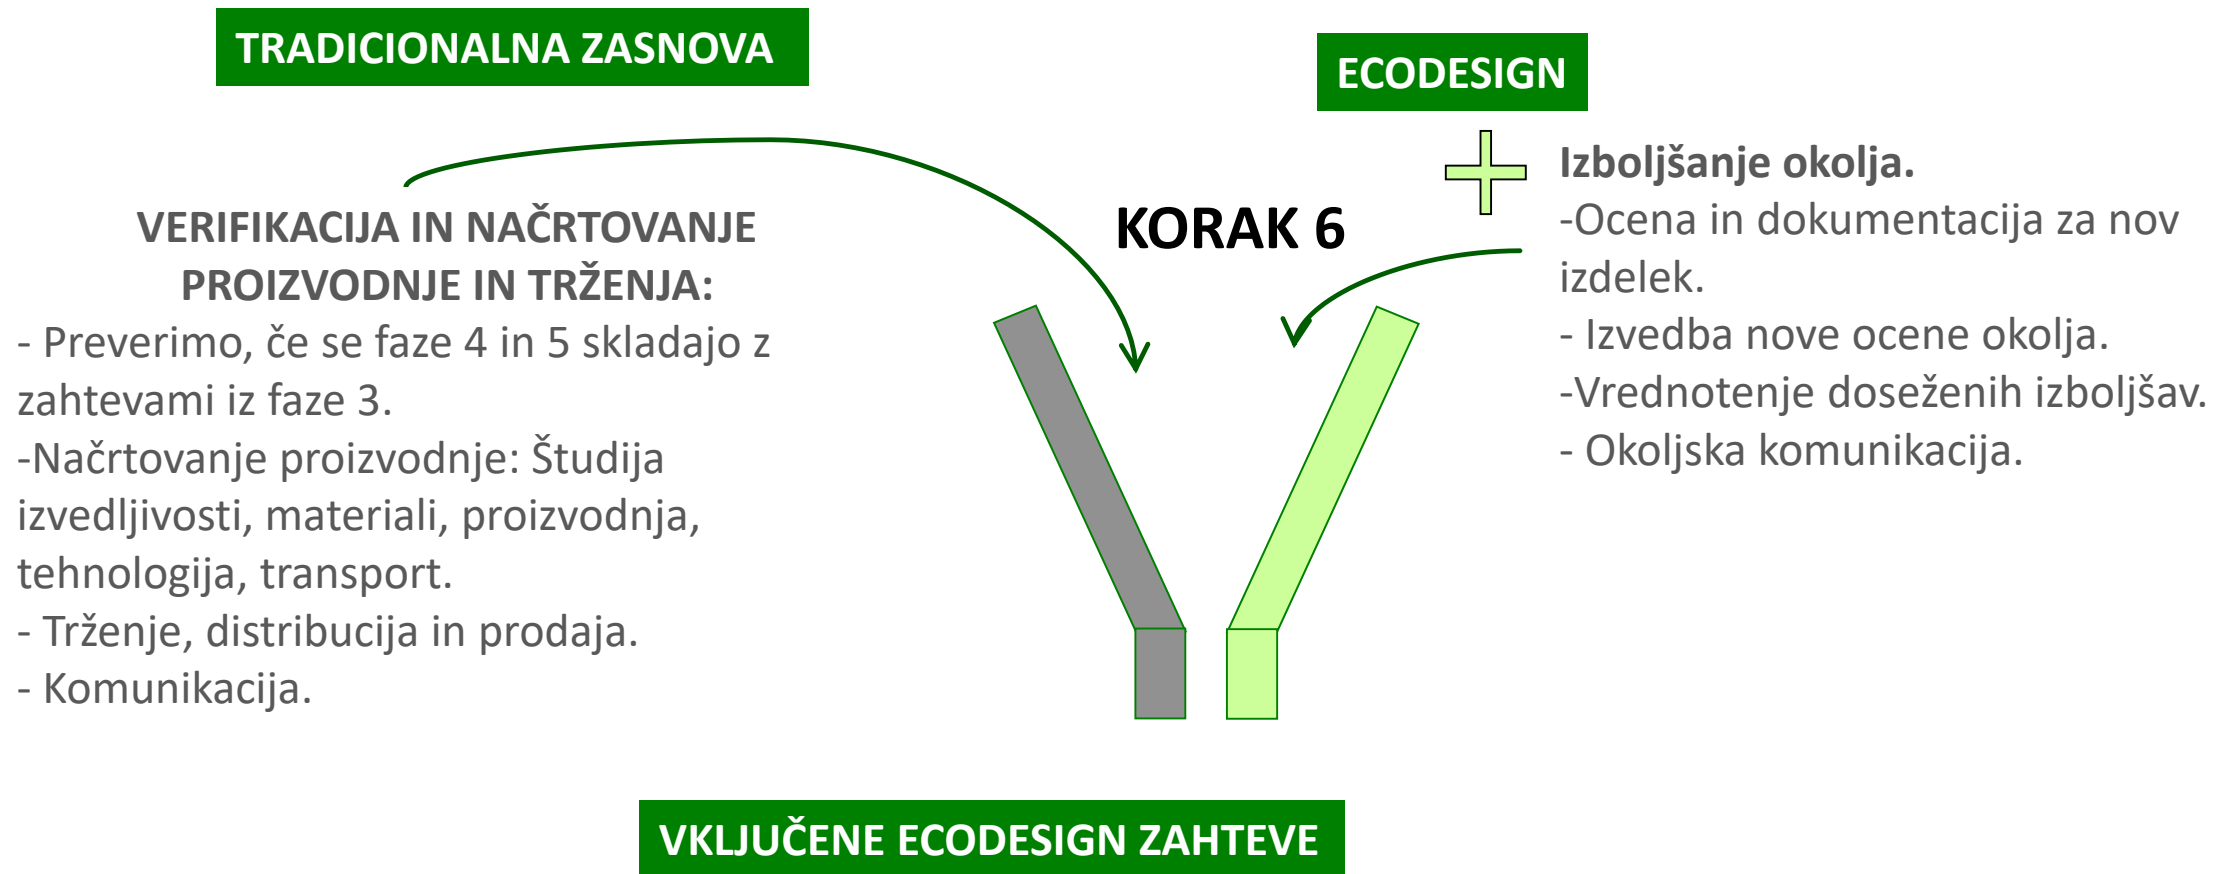 TRADICIONALNA ZASNOVA
ECODESIGN
VERIFIKACIJA IN NAČRTOVANJE
PROIZVODNJE IN TRŽENJA:
- Preverimo, če se faze 4 in 5 skladajo z
zahtevami iz faze 3.
-Načrtovanje proizvodnje: Študija
izvedljivosti, materiali, proizvodnja,
tehnologija, transport.
- Trženje, distribucija in prodaja.
- Komunikacija.
KORAK 6
Izboljšanje okolja.
-Ocena in dokumentacija za nov
izdelek.
- Izvedba nove ocene okolja.
-Vrednotenje doseženih izboljšav.
- Okoljska komunikacija.
VKLJUČENE ECODESIGN ZAHTEVE